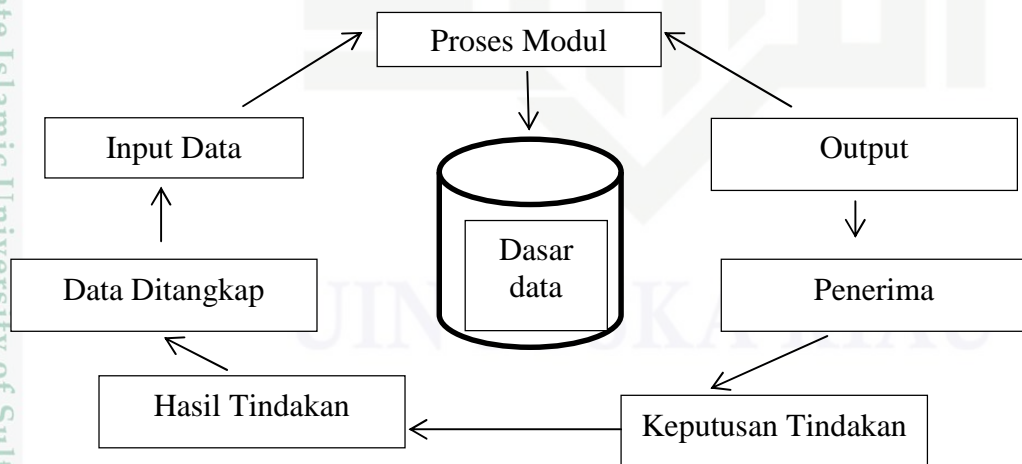 Proses Modul
Input Data
Output
Dasar
data
Data Ditangkap
Penerima
Hasil Tindakan
Keputusan Tindakan